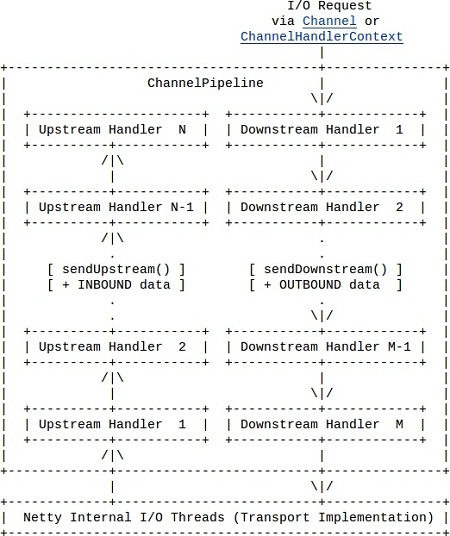 I/O Request
via Channel or
ChannelHandlerContext
ChannelPipeline
Upstream Handler N Downstream Handler 1
Upstream Handler N-1 Downstream Handler 2
[ sendUpstream() ] [ sendDownstream() ]
[ + INBOUND data ] [ + OUTBOUND data ]
Upstream Handler 2 Downstream Handler M-1
Upstream Handler 1 Downstream Handler M
Netty Internal I/O Threads (Transport Implementation)